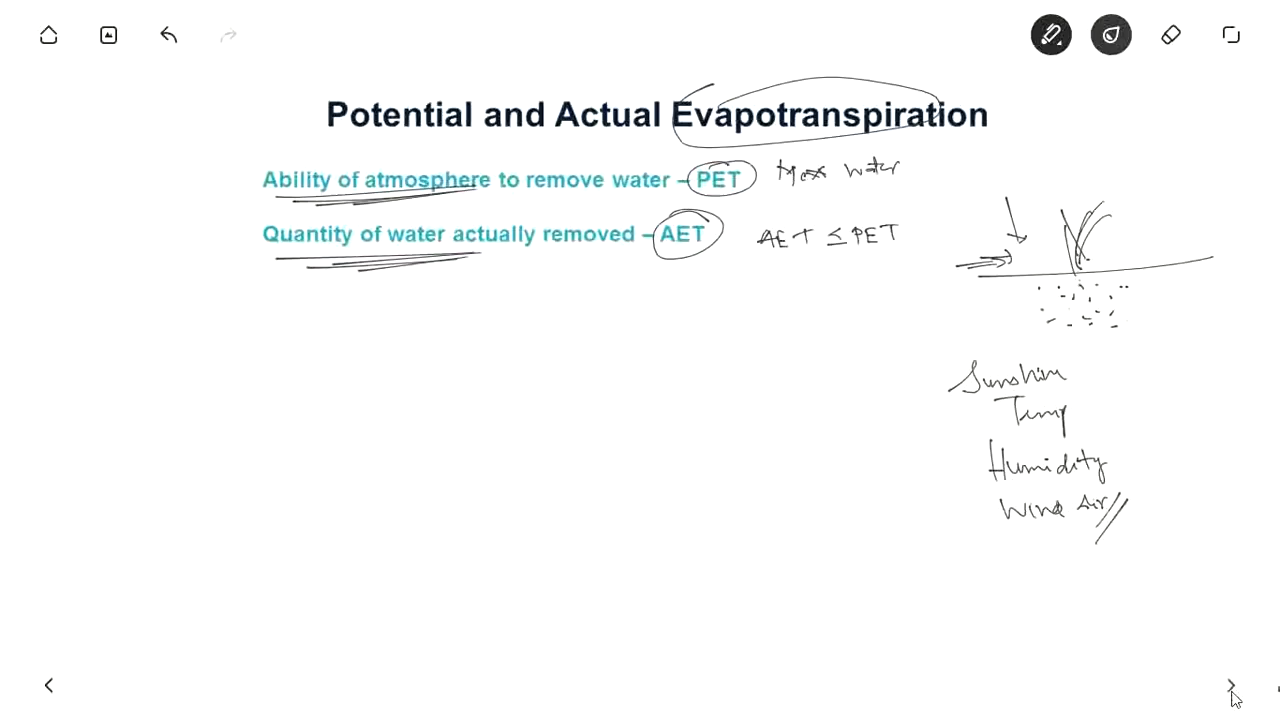 Potential and Actual Evapotranspiration
Ability of atmosphere to remove water – PET Max water
Quantity of water actually removed – AET AET ≤ PET
Sunshine
Temp
Humidity
Wind Air